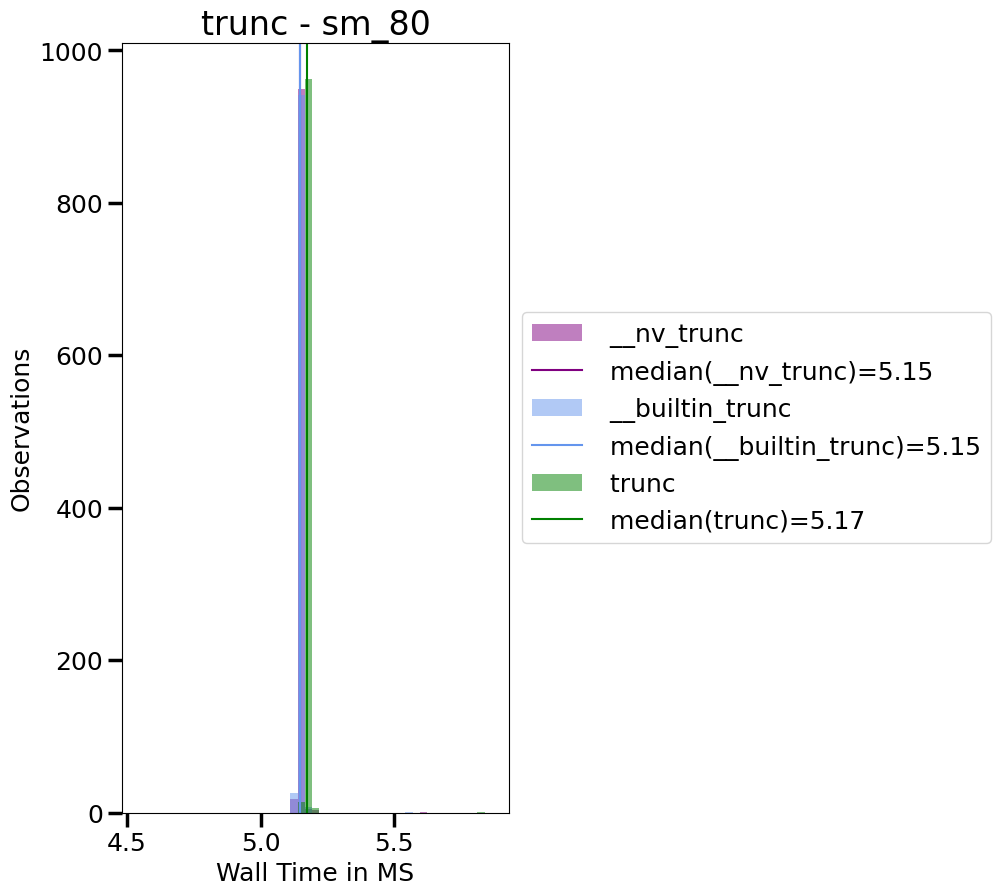 trunc - sm_80
1000
800
600
400
200
0
Observations
4.5 5.0 5.5
Wall Time in MS
__nv_trunc
median(__nv_trunc)=5.15
__builtin_trunc
median(__builtin_trunc)=5.15
trunc
median(trunc)=5.17